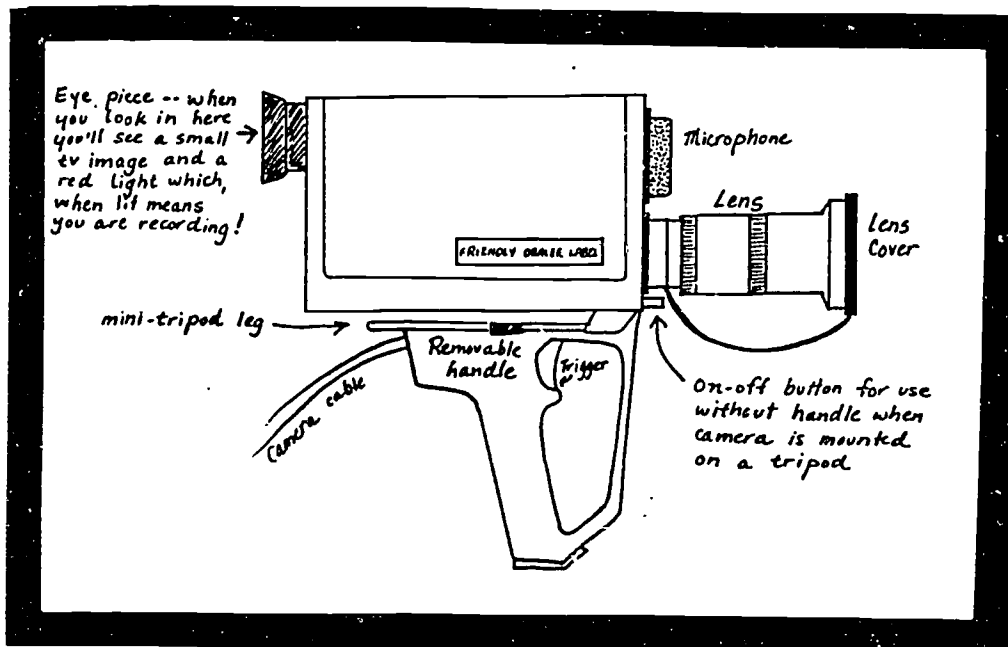 Eye piece -- when
you look in here
you'll see a small
tv image and a
red light which,
when lit means
you are recording!
Microphone
Lens
Lens
Cover
FRIENDLY LABEL
mini-tripod leg
Removable
handle
Trigger
Camera cable
On-off button for use
without handle when
camera is mounted
on a tripod